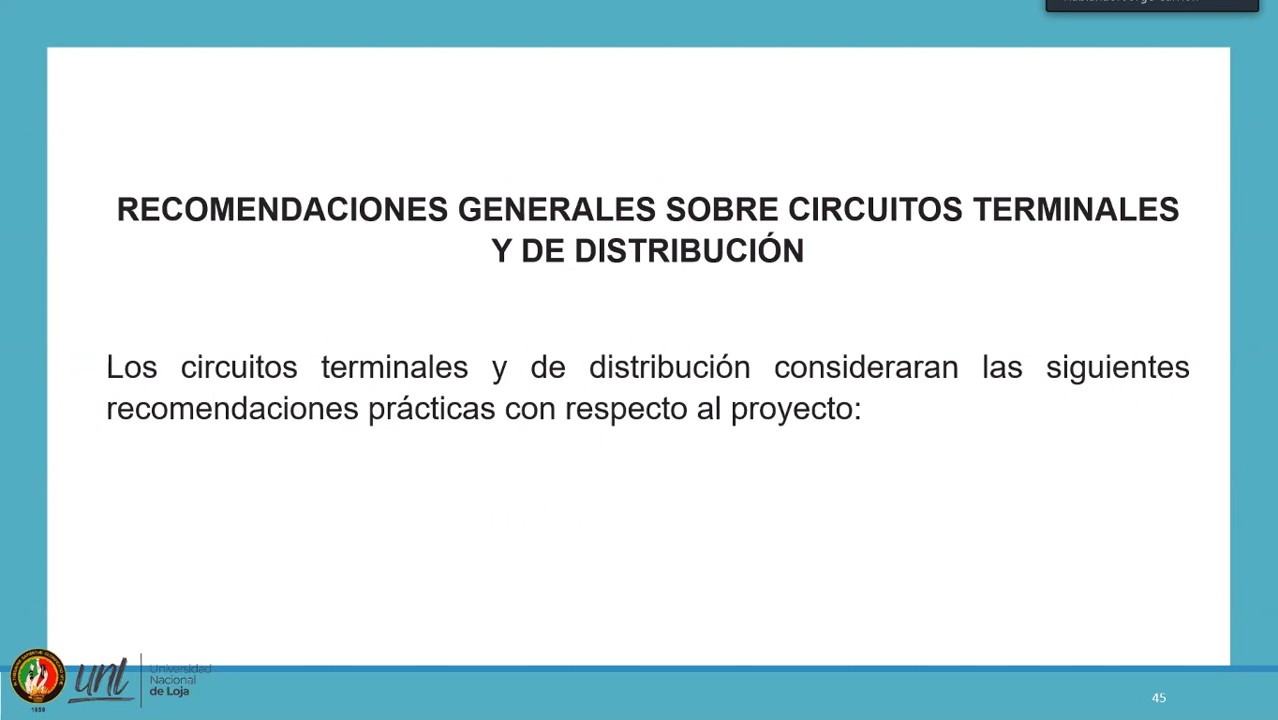 RECOMENDACIONES GENERALES SOBRE CIRCUITOS TERMINALES
Y DE DISTRIBUCIÓN
Los circuitos terminales y de distribución consideraran las siguientes
recomendaciones prácticas con respecto al proyecto:
unl
Universidad
Nacional
de Loja
1859
45